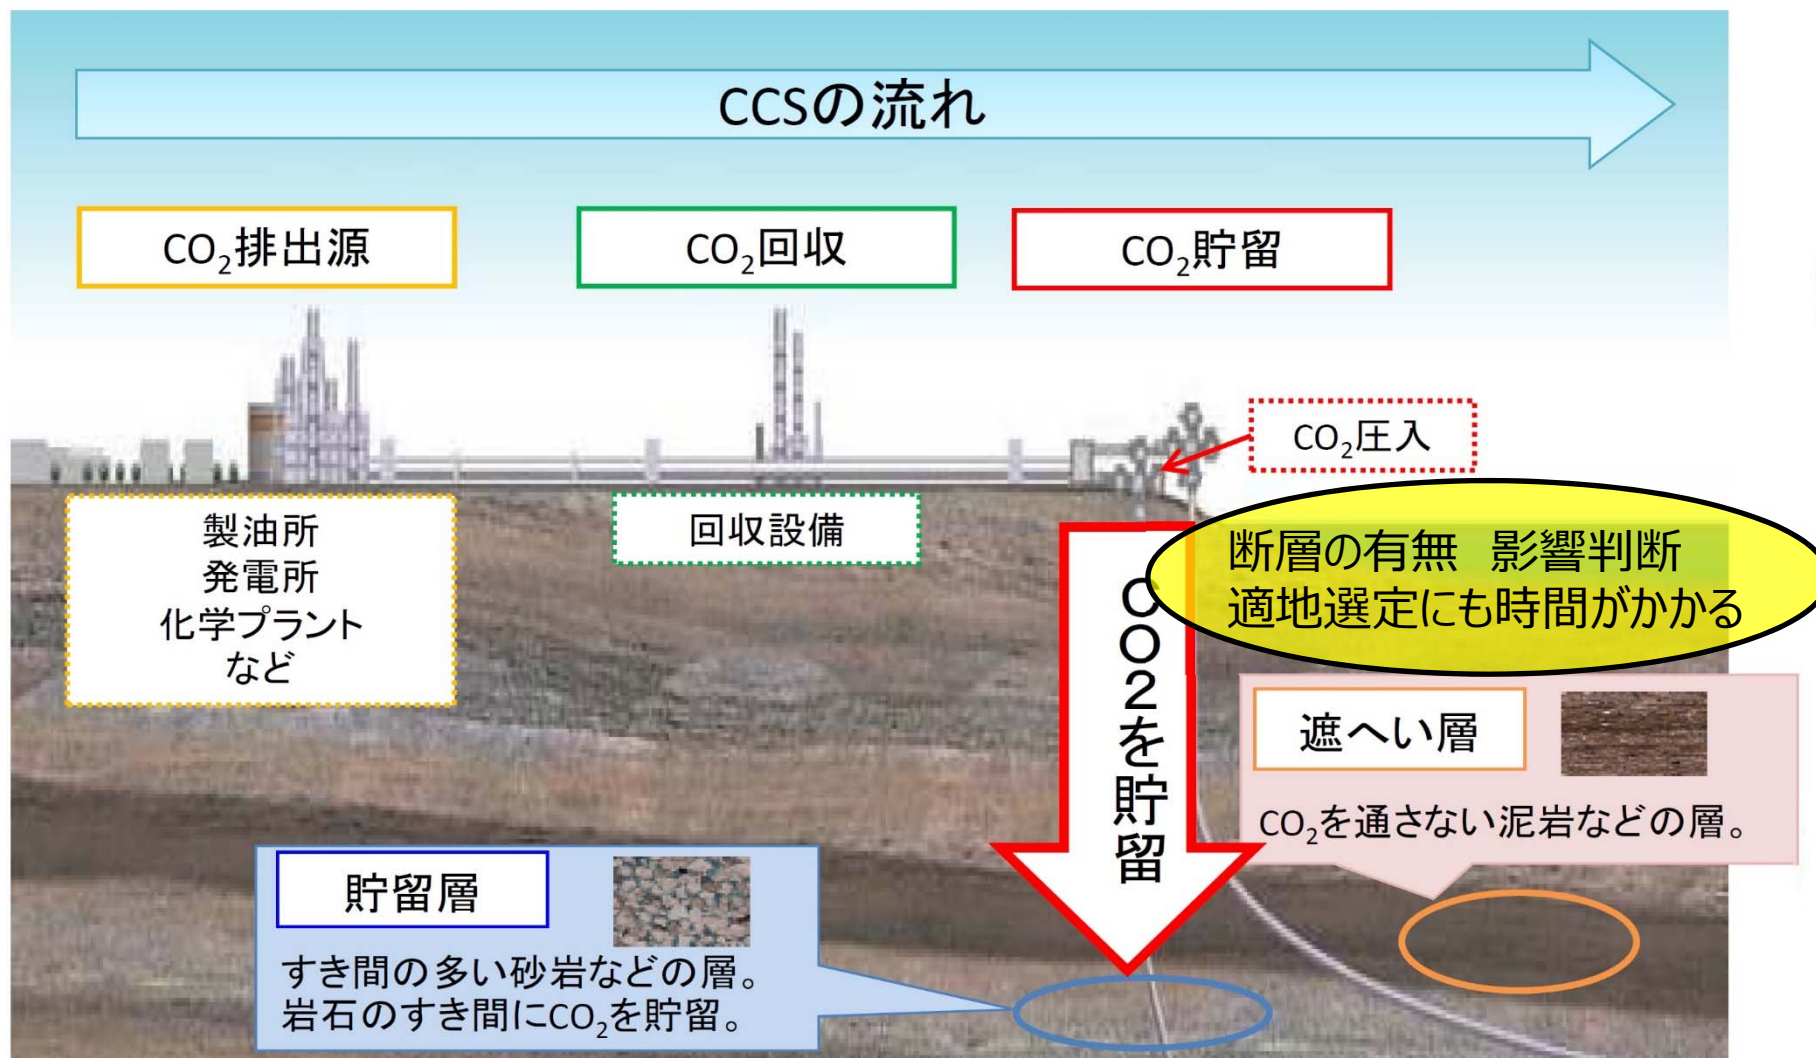 CCSの流れ
CO₂排出源
CO₂回収
CO₂貯留
CO₂圧入
製油所
発電所
化学プラント
など
回収設備
断層の有無 影響判断
適地選定にも時間がかかる
CO2を貯留
遮へい層
CO₂を通さない泥岩などの層。
貯留層
すき間の多い砂岩などの層。
岩石のすき間にCO₂を貯留。